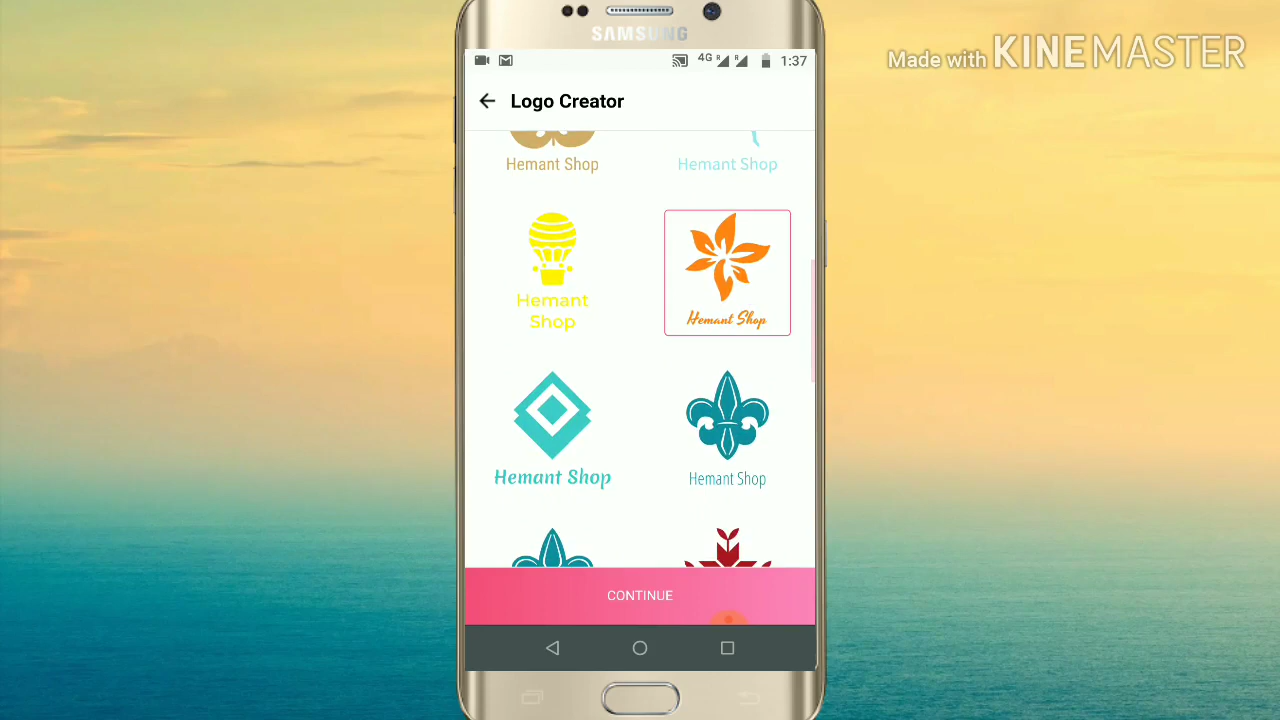 SAMSUNG
Made with KINEMASTER
4G R R 1:37
Logo Creator
Hemant Shop
Hemant Shop
Hemant
Shop
Hemant Shop
Hemant Shop
Hemant Shop
CONTINUE